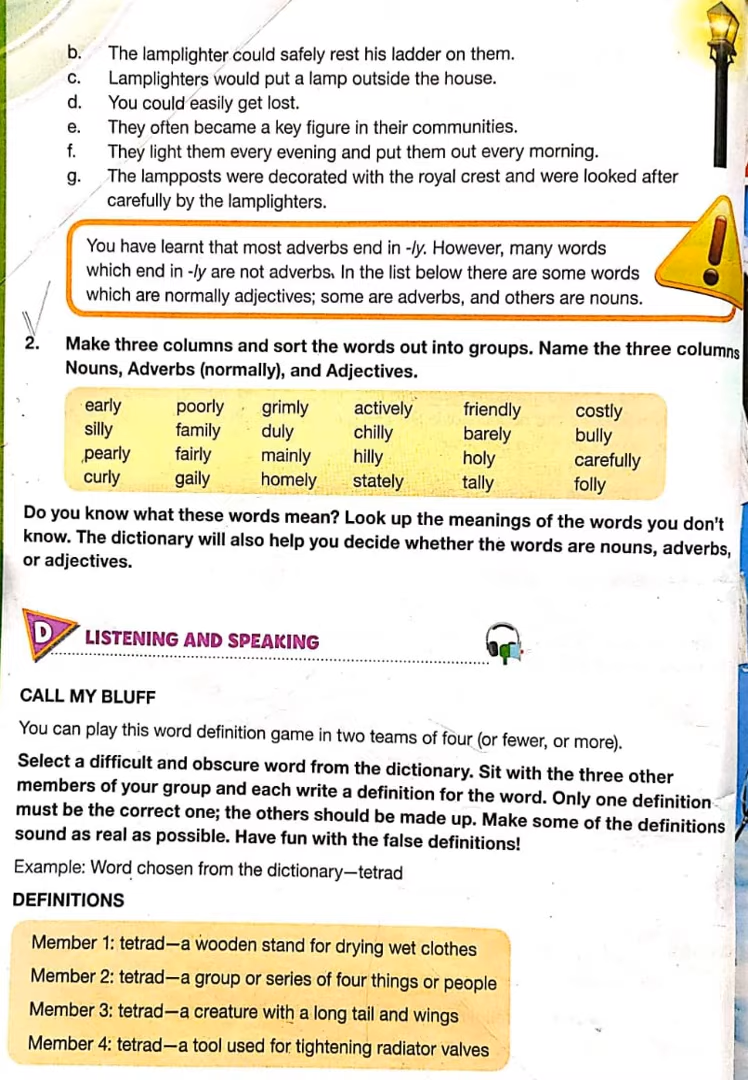 b. The lamplighter could safely rest his ladder on them.
c. Lamplighters would put a lamp outside the house.
d. You could easily get lost.
e. They often became a key figure in their communities.
f. They light them every evening and put them out every morning.
g. The lampposts were decorated with the royal crest and were looked after
carefully by the lamplighters.
You have learnt that most adverbs end in -ly. However, many words
which end in -ly are not adverbs. In the list below there are some words
which are normally adjectives; some are adverbs, and others are nouns.
2. Make three columns and sort the words out into groups. Name the three columns
Nouns, Adverbs (normally), and Adjectives.
early poorly grimly actively friendly costly
silly family duly chilly barely bully
pearly fairly mainly hilly holy carefully
curly gaily homely stately tally folly
Do you know what these words mean? Look up the meanings of the words you don't
know. The dictionary will also help you decide whether the words are nouns, adverbs,
or adjectives.
D LISTENING AND SPEAKING
CALL MY BLUFF
You can play this word definition game in two teams of four (or fewer, or more).
Select a difficult and obscure word from the dictionary. Sit with the three other
members of your group and each write a definition for the word. Only one definition
must be the correct one; the others should be made up. Make some of the definitions
sound as real as possible. Have fun with the false definitions!
Example: Word chosen from the dictionary—tetrad
DEFINITIONS
Member 1: tetrad—a wooden stand for drying wet clothes
Member 2: tetrad—a group or series of four things or people
Member 3: tetrad—a creature with a long tail and wings
Member 4: tetrad—a tool used for tightening radiator valves